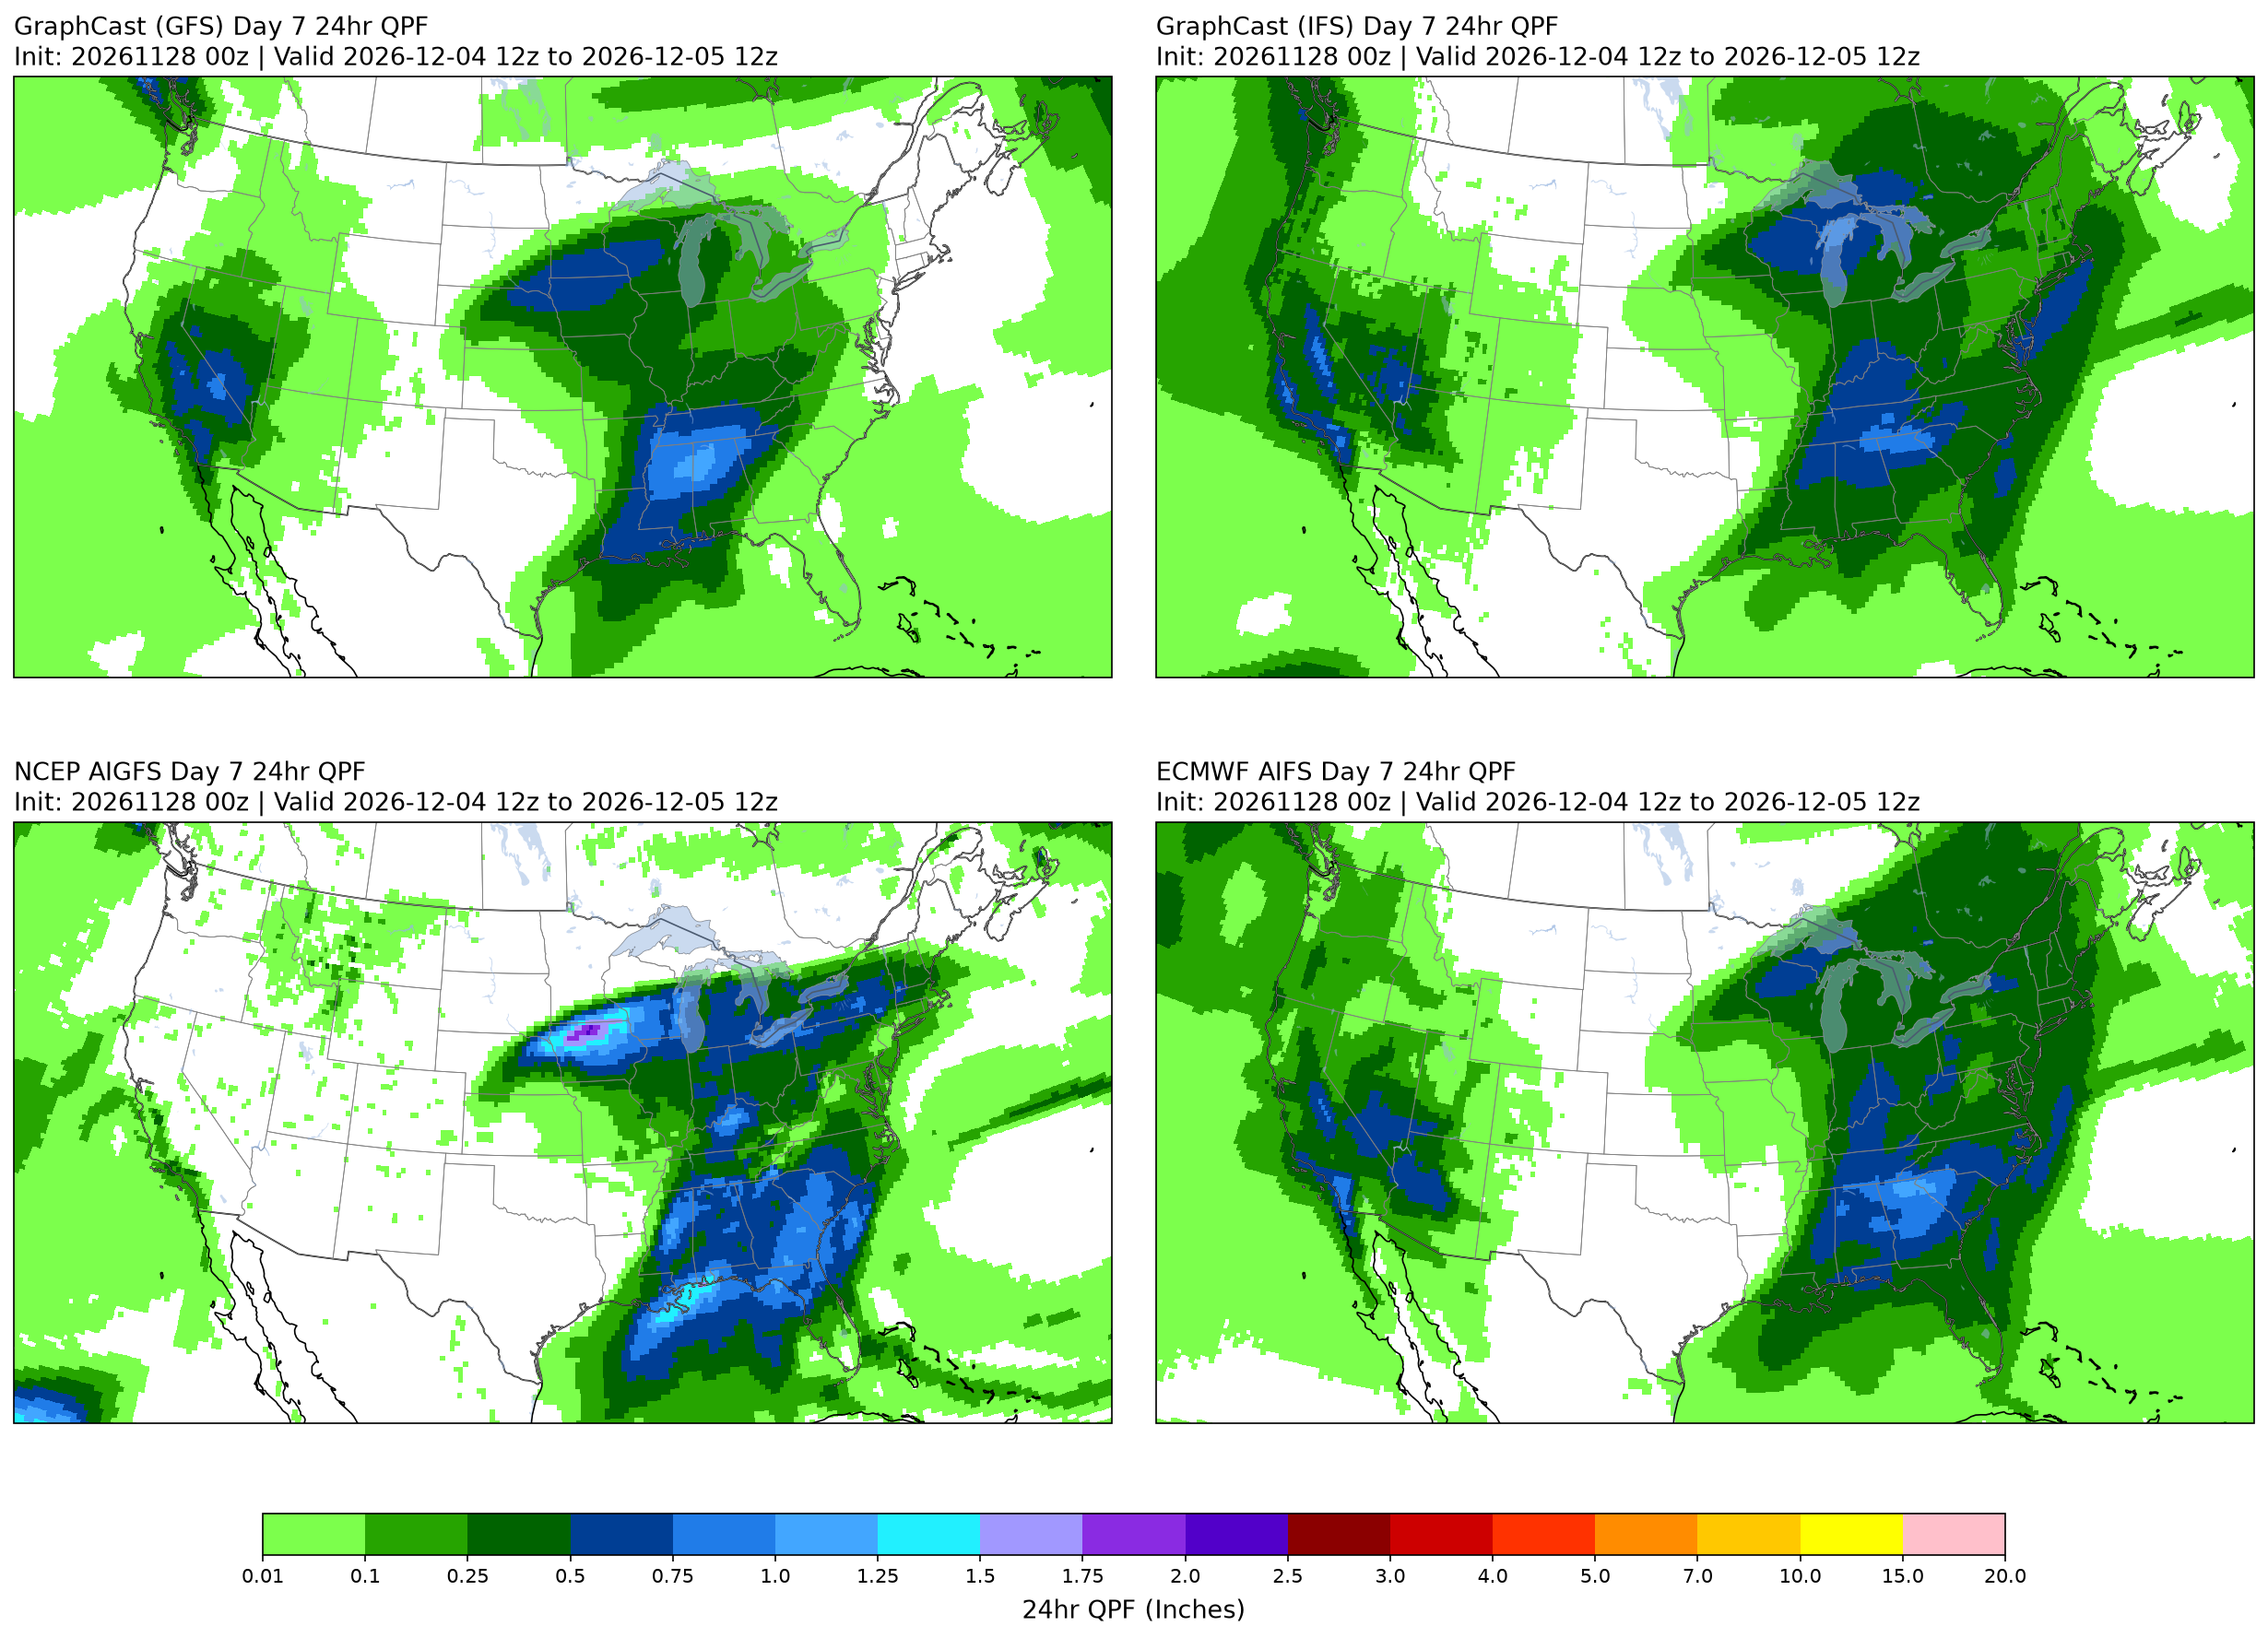 GraphCast (GFS) Day 7 24hr QPF
Init: 20261128 00z | Valid 2026-12-04 12z to 2026-12-05 12z
GraphCast (IFS) Day 7 24hr QPF
Init: 20261128 00z | Valid 2026-12-04 12z to 2026-12-05 12z
NCEP AIGFS Day 7 24hr QPF
Init: 20261128 00z | Valid 2026-12-04 12z to 2026-12-05 12z
ECMWF AIFS Day 7 24hr QPF
Init: 20261128 00z | Valid 2026-12-04 12z to 2026-12-05 12z
0.01 0.1 0.25 0.5 0.75 1.0 1.25 1.5 1.75 2.0 2.5 3.0 4.0 5.0 7.0 10.0 15.0 20.0
24hr QPF (Inches)